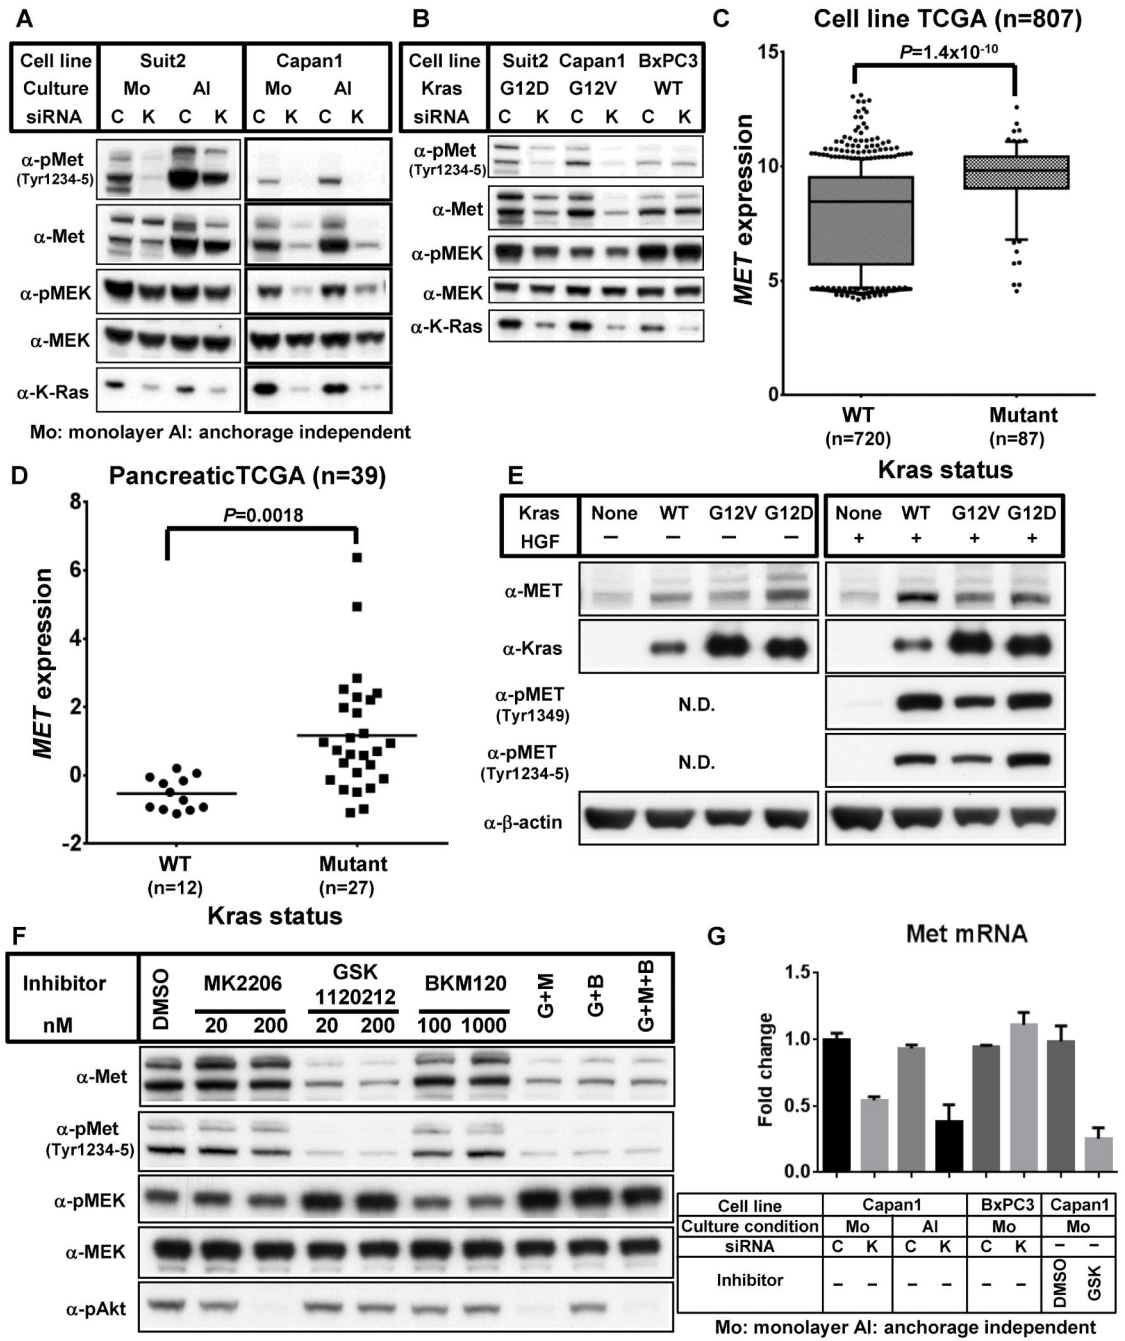 A
Cell line Suit2 Capan1
Culture Mo AI Mo AI
siRNA C K C K C K C K
α-pMet
(Tyr1234-5)
α-Met
α-pMEK
α-MEK
α-K-Ras
Mo: monolayer AI: anchorage independent
B
Cell line Suit2 Capan1 BxPC3
Kras G12D G12V WT
siRNA C K C K C K
α-pMet
(Tyr1234-5)
α-Met
α-pMEK
α-MEK
α-K-Ras
C
Cell line TCGA (n=807)
P=1.4x10-10
MET expression
15
10
5
0
WT Mutant
(n=720) (n=87)
Kras status
D
PancreaticTCGA (n=39)
P=0.0018
MET expression
8
6
4
2
0
-2
WT Mutant
(n=12) (n=27)
Kras status
E
Kras None WT G12V G12D None WT G12V G12D
HGF − − − − + + + +
α-MET
α-Kras
α-pMET
(Tyr1349)
N.D.
α-pMET
(Tyr1234-5)
N.D.
α-β-actin
F
Inhibitor DMSO MK2206 GSK 1120212 BKM120 G+M G+B G+M+B
nM 20 200 20 200 100 1000
α-Met
α-pMet
(Tyr1234-5)
α-pMEK
α-MEK
α-pAkt
G
Met mRNA
Fold change
1.5
1.0
0.5
0.0
Cell line Capan1 BxPC3 Capan1
Culture condition Mo AI Mo Mo
siRNA C K C K C K – –
Inhibitor – – – – – – DMSO GSK
Mo: monolayer AI: anchorage independent